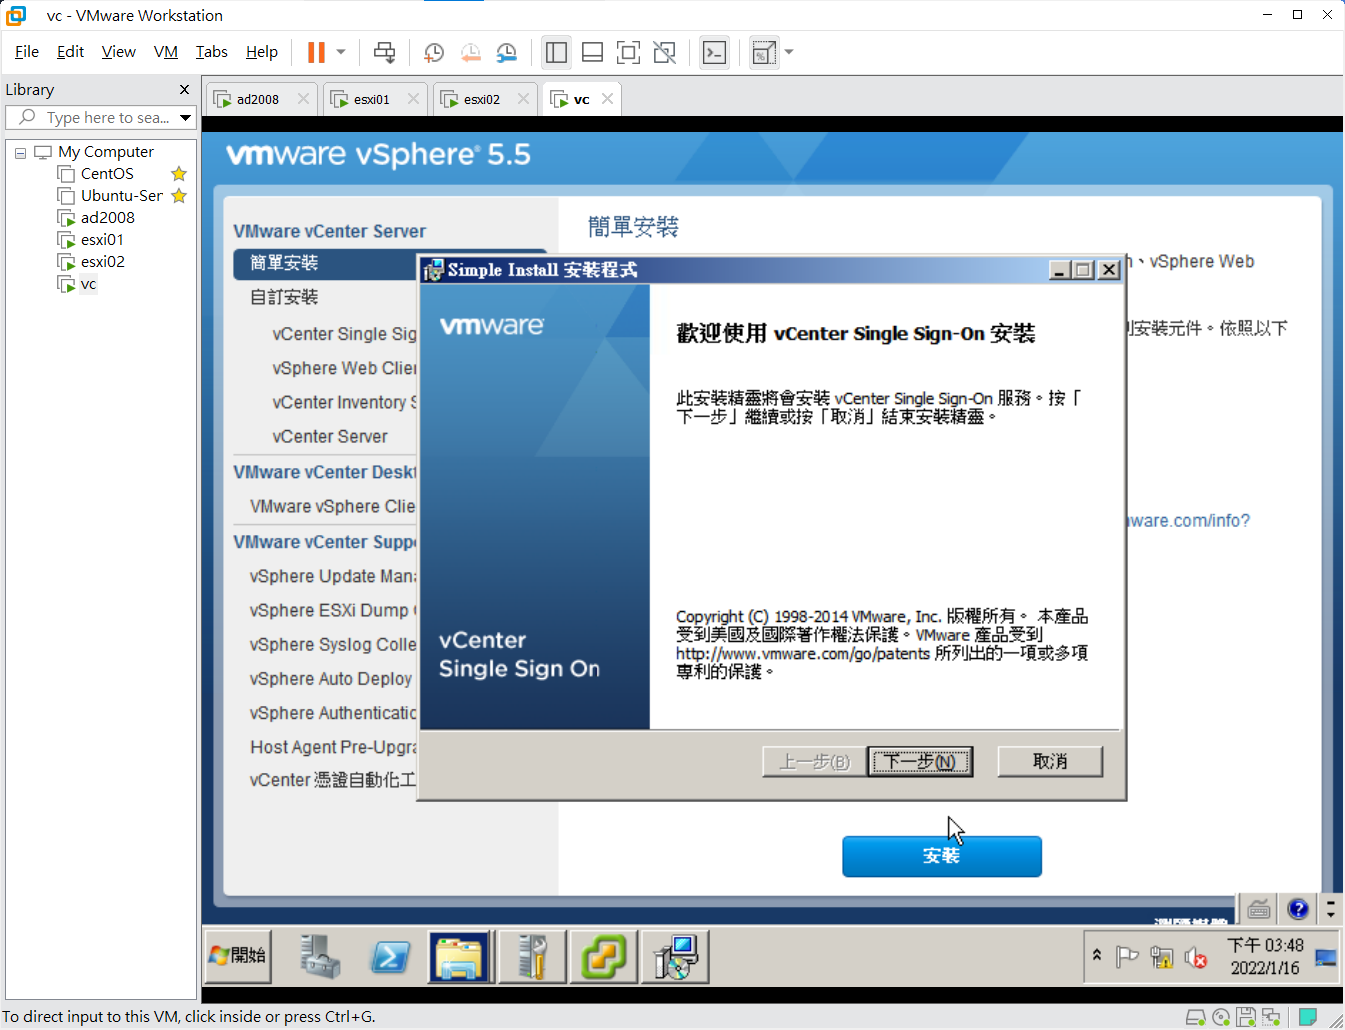 vc - VMware Workstation
File Edit View VM Tabs Help
Library
Type here to sea...
My Computer
CentOS
Ubuntu-Ser
ad2008
esxi01
esxi02
vc
ad2008
esxi01
esxi02
vc
vmware vSphere® 5.5
VMware vCenter Server
簡單安裝
自訂安裝
vCenter Single Sig
vSphere Web Clie
vCenter Inventory S
vCenter Server
VMware vCenter Deskt
VMware vSphere Clie
VMware vCenter Supp
vSphere Update Mana
vSphere ESXi Dump
vSphere Syslog Colle
vSphere Auto Deploy
vSphere Authenticatio
Host Agent Pre-Upgra
vCenter 憑證自動化工
簡單安裝
、vSphere Web
安裝元件。依照以下
ware.com/info?
Simple Install 安裝程式
vmware
vCenter
Single Sign On
歡迎使用 vCenter Single Sign-On 安裝
此安裝精靈將會安裝 vCenter Single Sign-On 服務。按「
下一步」繼續或按「取消」結束安裝精靈。
Copyright (C) 1998-2014 VMware, Inc. 版權所有。 本產品
受到美國及國際著作權法保護。VMware 產品受到
http://www.vmware.com/go/patents 所列出的一項或多項
專利的保護。
上一步(B)
下一步(N)
取消
安裝
開始
下午 03:48
2022/1/16
To direct input to this VM, click inside or press Ctrl+G.